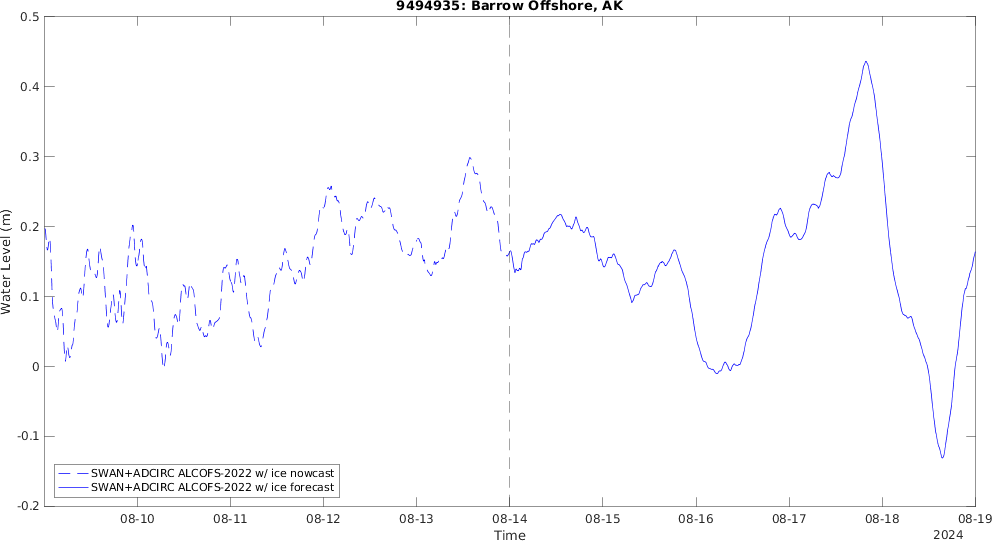 9494935: Barrow Offshore, AK
Water Level (m)
0.5
0.4
0.3
0.2
0.1
0
-0.1
-0.2
SWAN+ADCIRC ALCOFS-2022 w/ ice nowcast
SWAN+ADCIRC ALCOFS-2022 w/ ice forecast
08-10 08-11 08-12 08-13 08-14 08-15 08-16 08-17 08-18 08-19
Time
2024